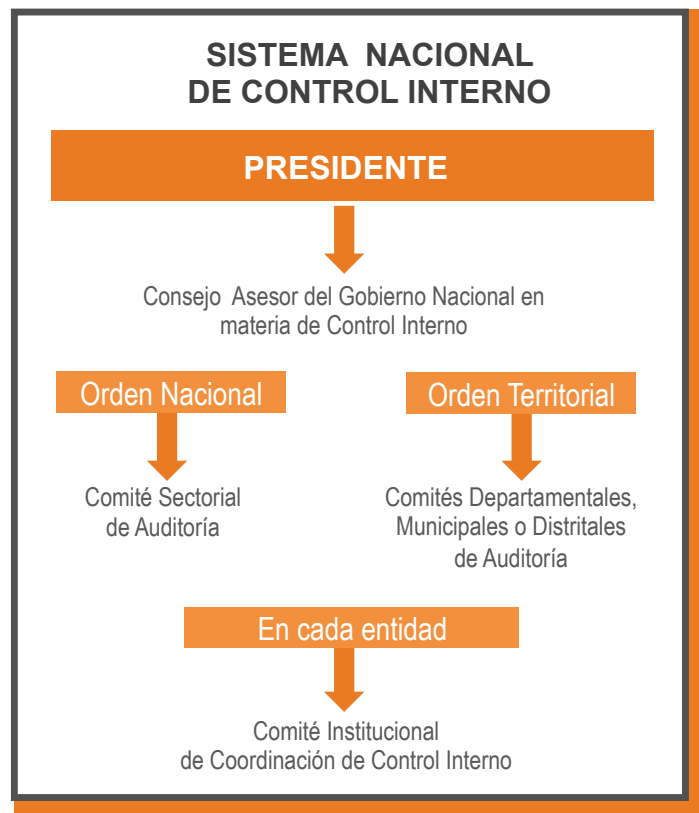 SISTEMA NACIONAL
DE CONTROL INTERNO
PRESIDENTE
Consejo Asesor del Gobierno Nacional en
materia de Control Interno
Orden Nacional
Comité Sectorial
de Auditoría
Orden Territorial
Comités Departamentales,
Municipales o Distritales
de Auditoría
En cada entidad
Comité Institucional
de Coordinación de Control Interno